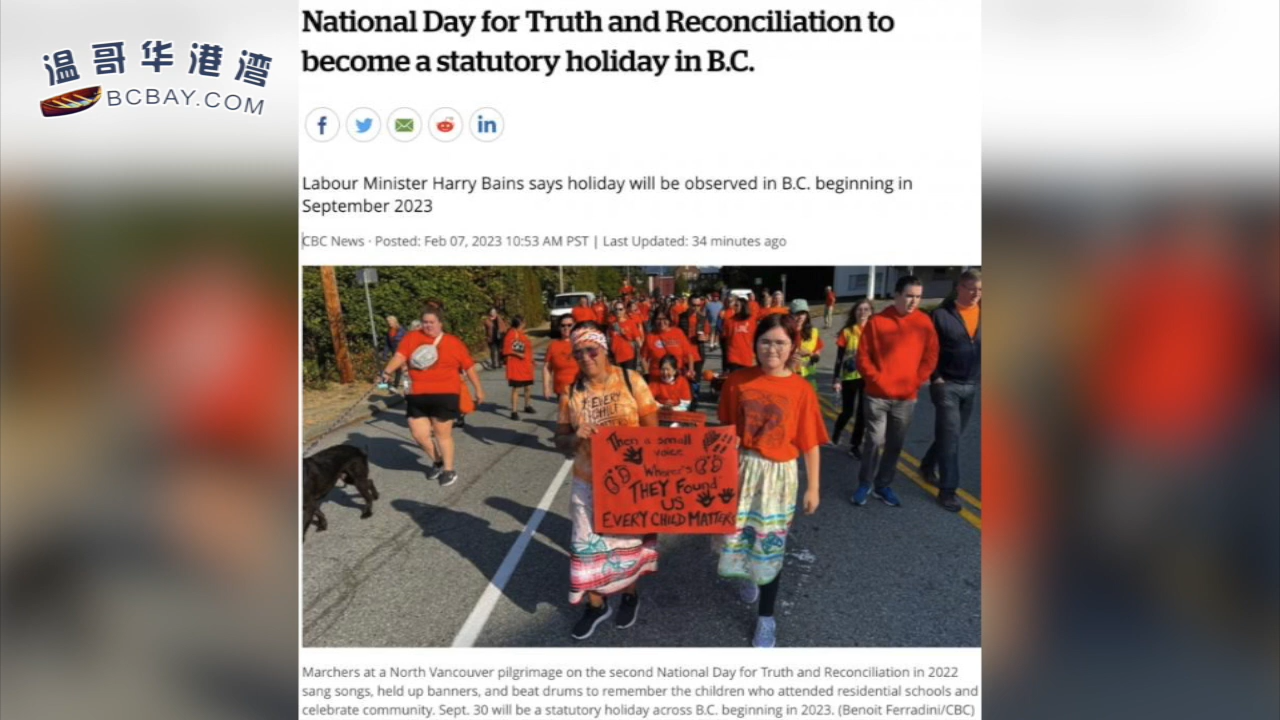 温哥华港湾
BCBAY.COM
National Day for Truth and Reconciliation to
become a statutory holiday in B.C.
Labour Minister Harry Bains says holiday will be observed in B.C. beginning in
September 2023
CBC News · Posted: Feb 07, 2023 10:53 AM PST | Last Updated: 34 minutes ago
EVERY
CHILD
Then a small
voice
Where's
THEY Found
US
EVERY CHILD MATTERS
Marchers at a North Vancouver pilgrimage on the second National Day for Truth and Reconciliation in 2022
sang songs, held up banners, and beat drums to remember the children who attended residential schools and
celebrate community. Sept. 30 will be a statutory holiday across B.C. beginning in 2023. (Benoit Ferradini/CBC)